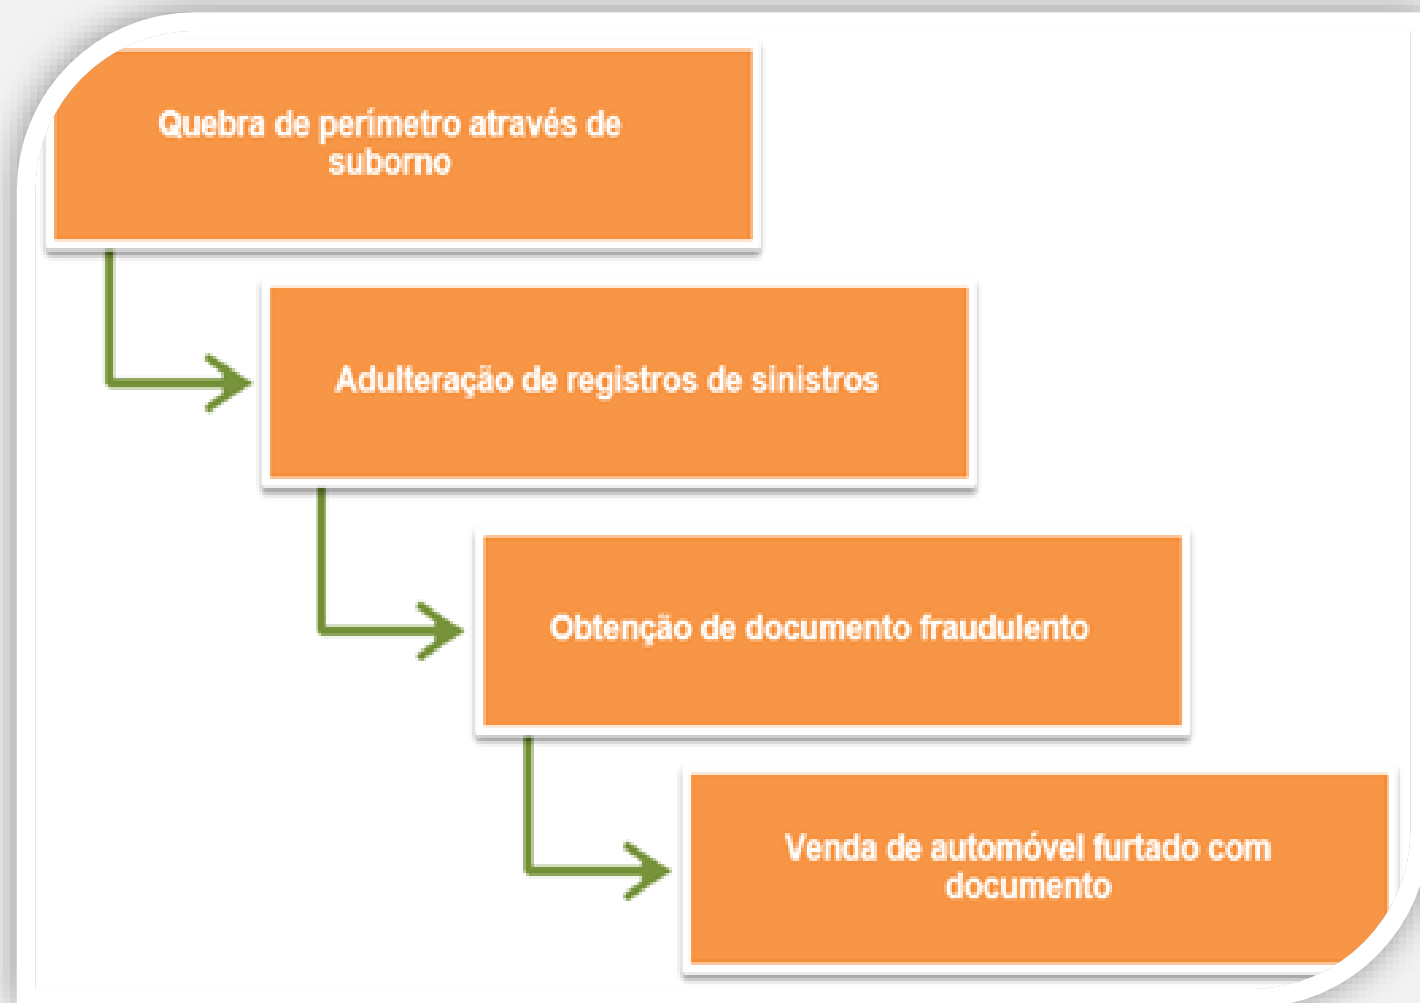 Quebra de perímetro através de
suborno
Adulteração de registros de sinistros
Obtenção de documento fraudulento
Venda de automóvel furtado com
documento